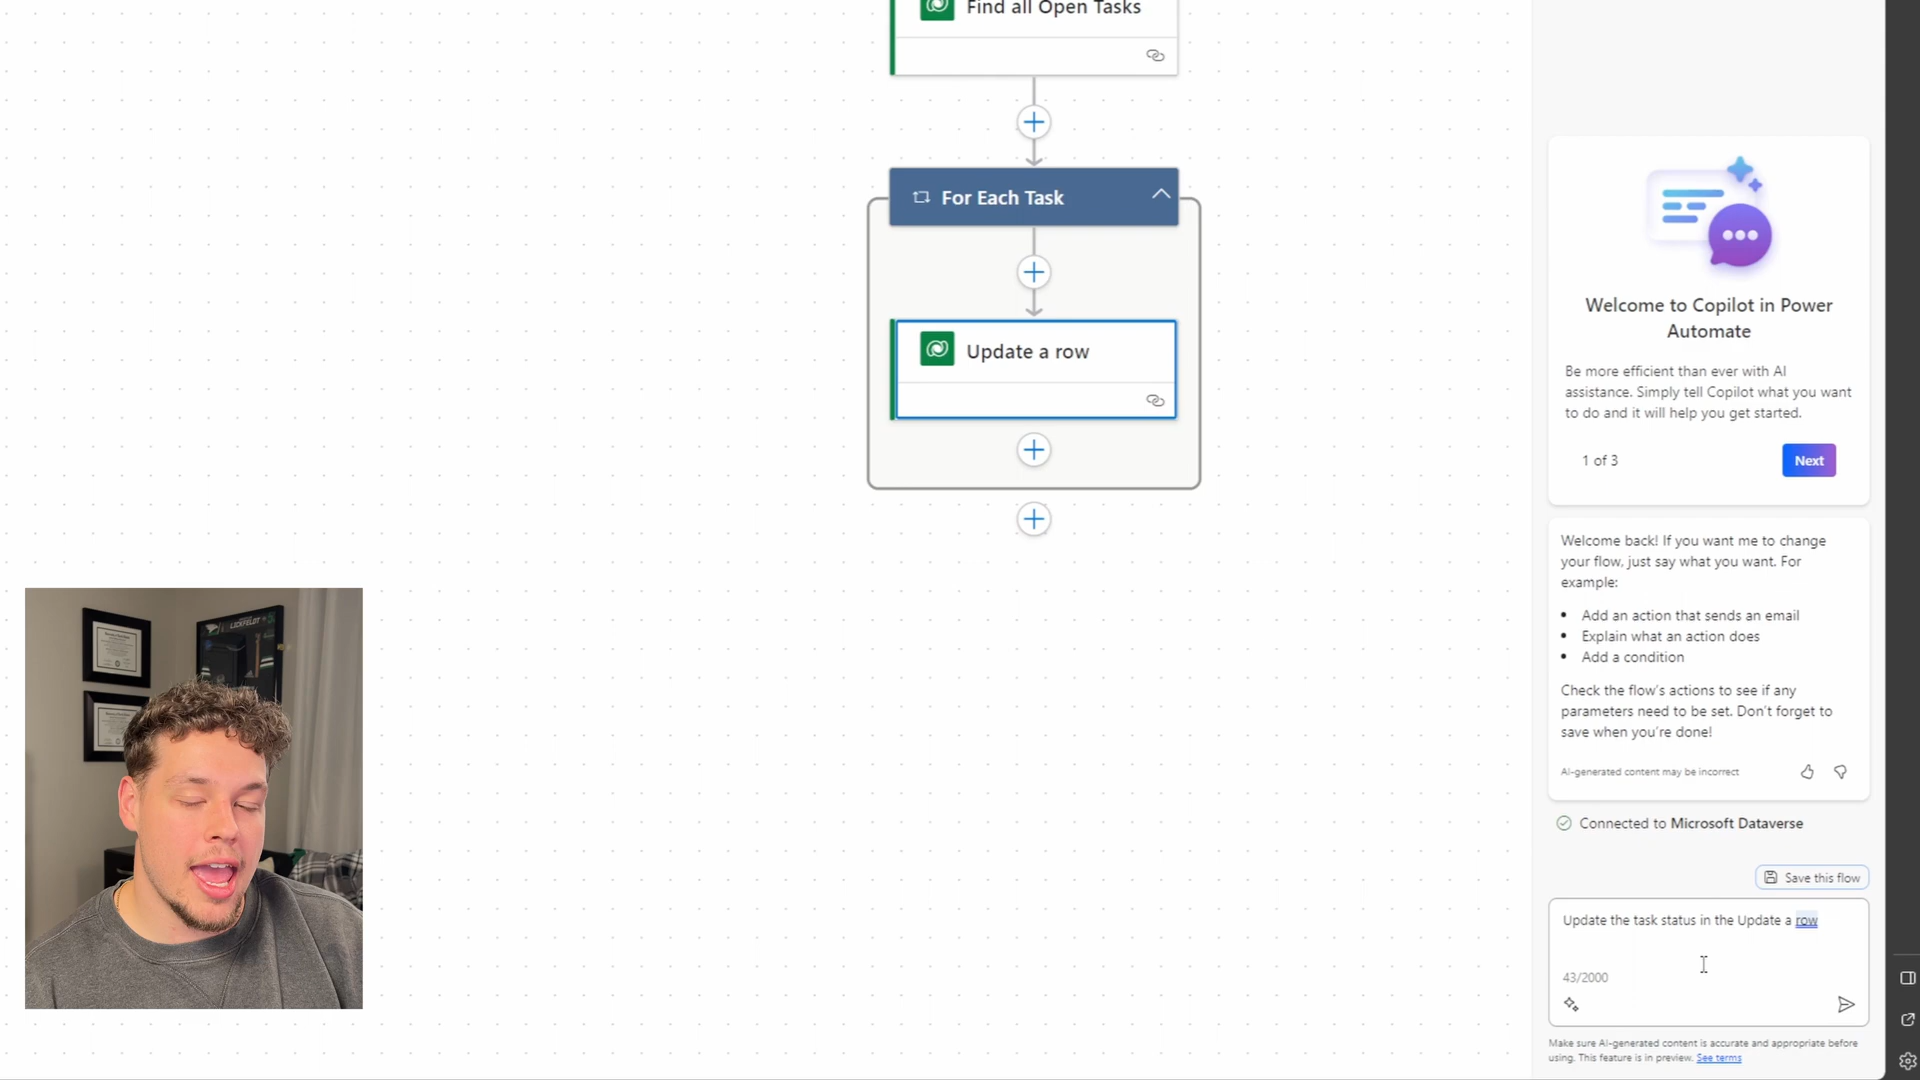 Find all Open Tasks
For Each Task
Update a row
Welcome to Copilot in Power
Automate
Be more efficient than ever with AI
assistance. Simply tell Copilot what you want
to do and it will help you get started.
1 of 3
Next
Welcome back! If you want me to change
your flow, just say what you want. For
example:
• Add an action that sends an email
• Explain what an action does
• Add a condition
Check the flow's actions to see if any
parameters need to be set. Don't forget to
save when you're done!
AI-generated content may be incorrect
Connected to Microsoft Dataverse
Save this flow
Update the task status in the Update a row
43/2000
Make sure AI-generated content is accurate and appropriate before
using. This feature is in preview. See terms